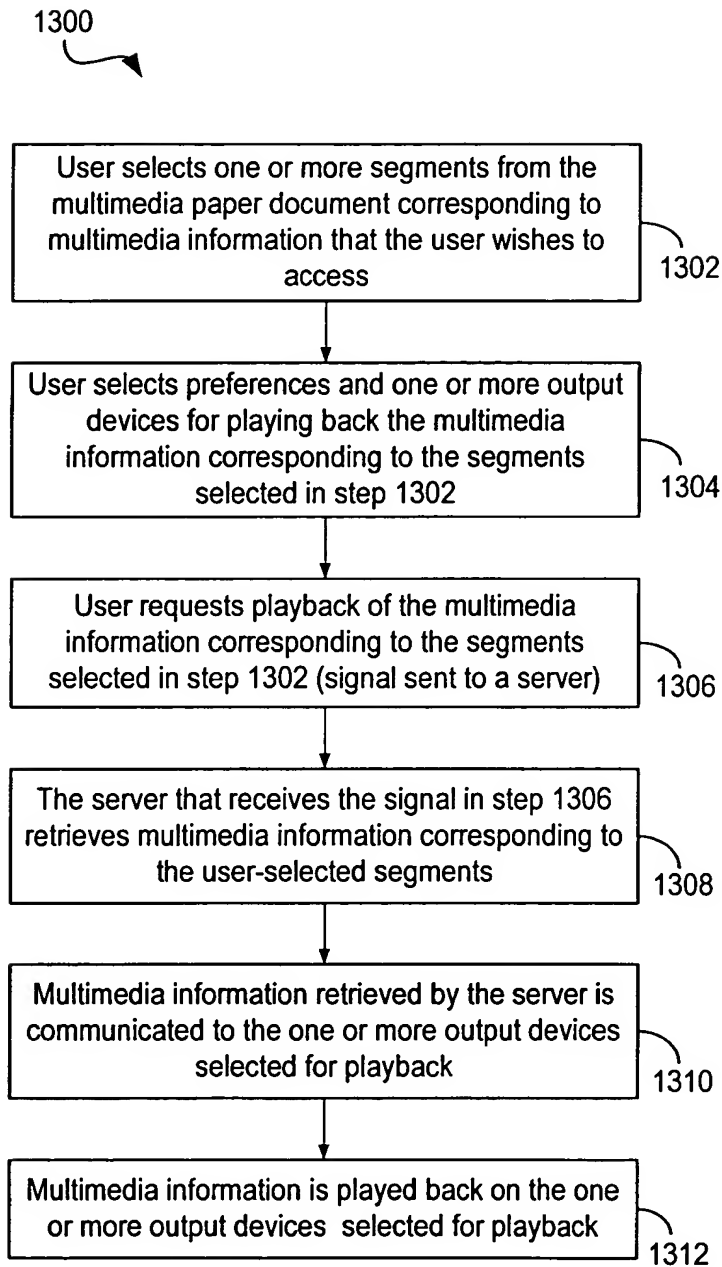 1300
User selects one or more segments from the
multimedia paper document corresponding to
multimedia information that the user wishes to
access
1302
User selects preferences and one or more output
devices for playing back the multimedia
information corresponding to the segments
selected in step 1302
1304
User requests playback of the multimedia
information corresponding to the segments
selected in step 1302 (signal sent to a server)
1306
The server that receives the signal in step 1306
retrieves multimedia information corresponding to
the user-selected segments
1308
Multimedia information retrieved by the server is
communicated to the one or more output devices
selected for playback
1310
Multimedia information is played back on the one
or more output devices selected for playback
1312